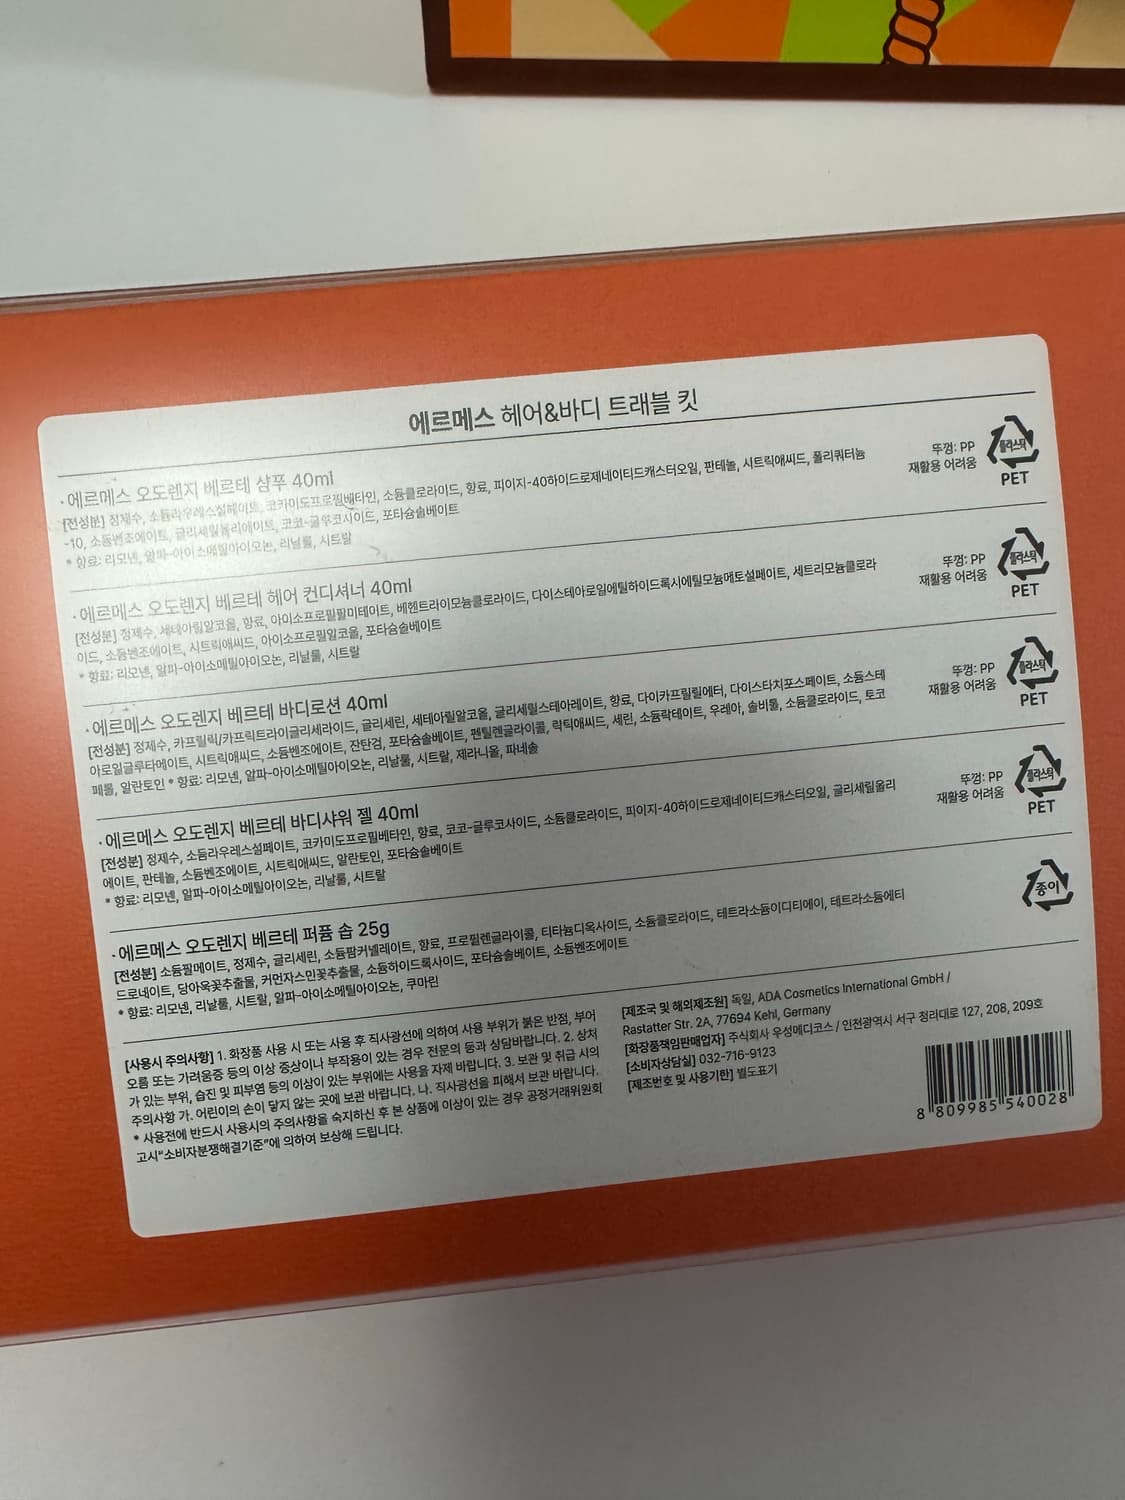 에르메스 헤어&바디 트래블 킷
· 에르메스 오도렌지 베르테 샴푸 40ml
[전성분] 정제수, 소듐라우레스설페이트, 코카미도프로필베타인, 소듐클로라이드, 향료, 피이지-40하이드로제네이티드캐스터오일, 판테놀, 시트릭애씨드, 폴리쿼터늄
-10, 소듐벤조에이트, 글리세릴올리에이트, 코코-글루코사이드, 포타슘솔베이트
* 향료: 리모넨, 알파-아이소메틸아이오논, 리날룰, 시트랄
뚜껑: PP
재활용 어려움
플라스틱
PET
· 에르메스 오도렌지 베르테 헤어 컨디셔너 40ml
[전성분] 정제수, 세테아릴알코올, 향료, 아이소프로필팔미테이트, 베헨트라이모늄클로라이드, 다이스테아로일에틸하이드록시에틸모늄메토설페이트, 세트리모늄클로라
이드, 소듐벤조에이트, 시트릭애씨드, 아이소프로필알코올, 포타슘솔베이트
* 향료: 리모넨, 알파-아이소메틸아이오논, 리날룰, 시트랄
뚜껑: PP
재활용 어려움
플라스틱
PET
· 에르메스 오도렌지 베르테 바디로션 40ml
[전성분] 정제수, 카프릴릭/카프릭트라이글리세라이드, 글리세린, 세테아릴알코올, 글리세릴스테아레이트, 향료, 다이카프릴릴에터, 다이스타치포스페이트, 소듐스테
아로일글루타메이트, 시트릭애씨드, 소듐벤조에이트, 잔탄검, 포타슘솔베이트, 펜틸렌글라이콜, 락틱애씨드, 세린, 소듐락테이트, 우레아, 솔비톨, 소듐클로라이드, 토코
페롤, 알란토인 * 향료: 리모넨, 알파-아이소메틸아이오논, 리날룰, 시트랄, 제라니올, 파네솔
뚜껑: PP
재활용 어려움
플라스틱
PET
· 에르메스 오도렌지 베르테 바디샤워 젤 40ml
[전성분] 정제수, 소듐라우레스설페이트, 코카미도프로필베타인, 향료, 코코-글루코사이드, 소듐클로라이드, 피이지-40하이드로제네이티드캐스터오일, 글리세릴올리
에이트, 판테놀, 소듐벤조에이트, 시트릭애씨드, 알란토인, 포타슘솔베이트
* 향료: 리모넨, 알파-아이소메틸아이오논, 리날룰, 시트랄
뚜껑: PP
재활용 어려움
플라스틱
PET
· 에르메스 오도렌지 베르테 퍼퓸 솝 25g
[전성분] 소듐팔메이트, 정제수, 글리세린, 소듐팜커넬레이트, 향료, 프로필렌글라이콜, 티타늄디옥사이드, 소듐클로라이드, 테트라소듐이디티에이, 테트라소듐에티
드로네이트, 당아욱꽃추출물, 커먼자스민꽃추출물, 소듐하이드록사이드, 포타슘솔베이트, 소듐벤조에이트
* 향료: 리모넨, 리날룰, 시트랄, 알파-아이소메틸아이오논, 쿠마린
종이
[사용시 주의사항] 1. 화장품 사용 시 또는 사용 후 직사광선에 의하여 사용 부위가 붉은 반점, 부어
오름 또는 가려움증 등의 이상 증상이나 부작용이 있는 경우 전문의 등과 상담바랍니다. 2. 상처
가 있는 부위, 습진 및 피부염 등의 이상이 있는 부위에는 사용을 자제 바랍니다. 3. 보관 및 취급 시의
주의사항 가. 어린이의 손이 닿지 않는 곳에 보관 바랍니다. 나. 직사광선을 피해서 보관 바랍니다.
* 사용전에 반드시 사용시의 주의사항을 숙지하신 후 본 상품에 이상이 있는 경우 공정거래위원회
고시"소비자분쟁해결기준"에 의하여 보상해 드립니다.
[제조국 및 해외제조원] 독일, ADA Cosmetics International GmbH /
Rastatter Str. 2A, 77694 Kehl, Germany
[화장품책임판매업자] 주식회사 우성메디코스 / 인천광역시 서구 청라대로 127, 208, 209호
[소비자상담실] 032-716-9123
[제조번호 및 사용기한] 별도표기
8 809985 540028